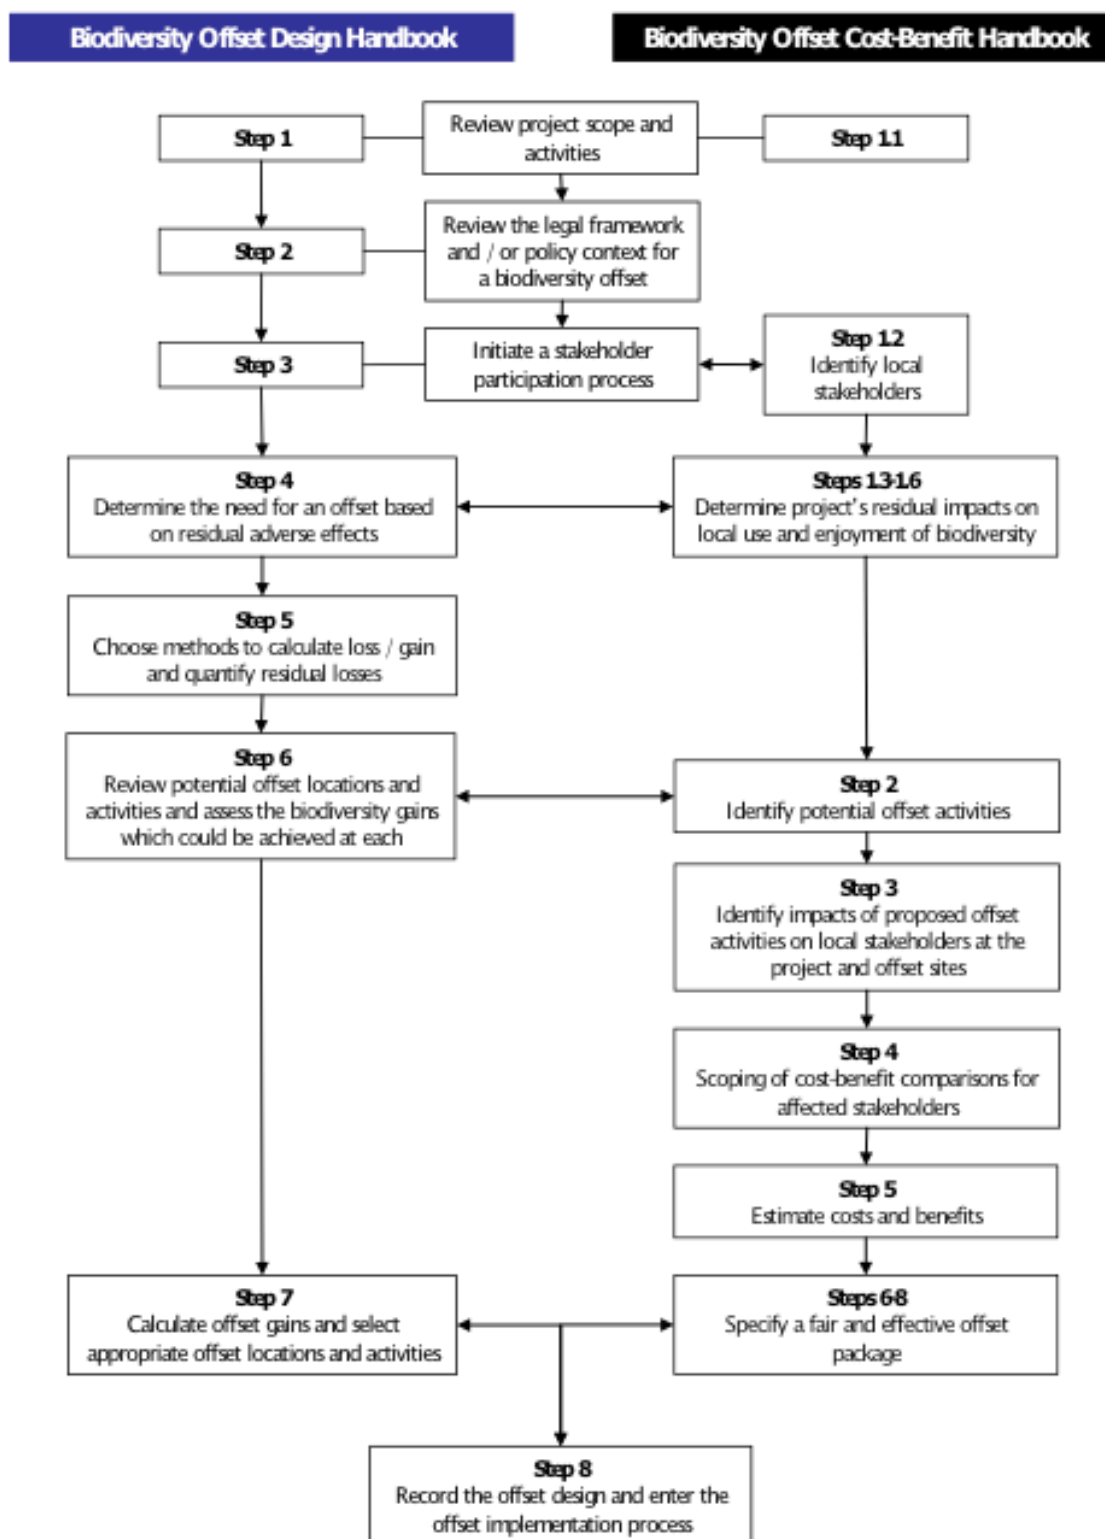 Biodiversity Offset Design Handbook
Biodiversity Offset Cost-Benefit Handbook
Step 1
Review project scope and
activities
Step 1.1
Step 2
Review the legal framework
and / or policy context for
a biodiversity offset
Step 3
Initiate a stakeholder
participation process
Step 1.2
Identify local
stakeholders
Step 4
Determine the need for an offset based
on residual adverse effects
Steps 1.3-1.6
Determine project's residual impacts on
local use and enjoyment of biodiversity
Step 5
Choose methods to calculate loss / gain
and quantify residual losses
Step 6
Review potential offset locations and
activities and assess the biodiversity gains
which could be achieved at each
Step 2
Identify potential offset activities
Step 3
Identify impacts of proposed offset
activities on local stakeholders at the
project and offset sites
Step 4
Scoping of cost-benefit comparisons for
affected stakeholders
Step 5
Estimate costs and benefits
Step 7
Calculate offset gains and select
appropriate offset locations and activities
Steps 6-8
Specify a fair and effective offset
package
Step 8
Record the offset design and enter the
offset implementation process